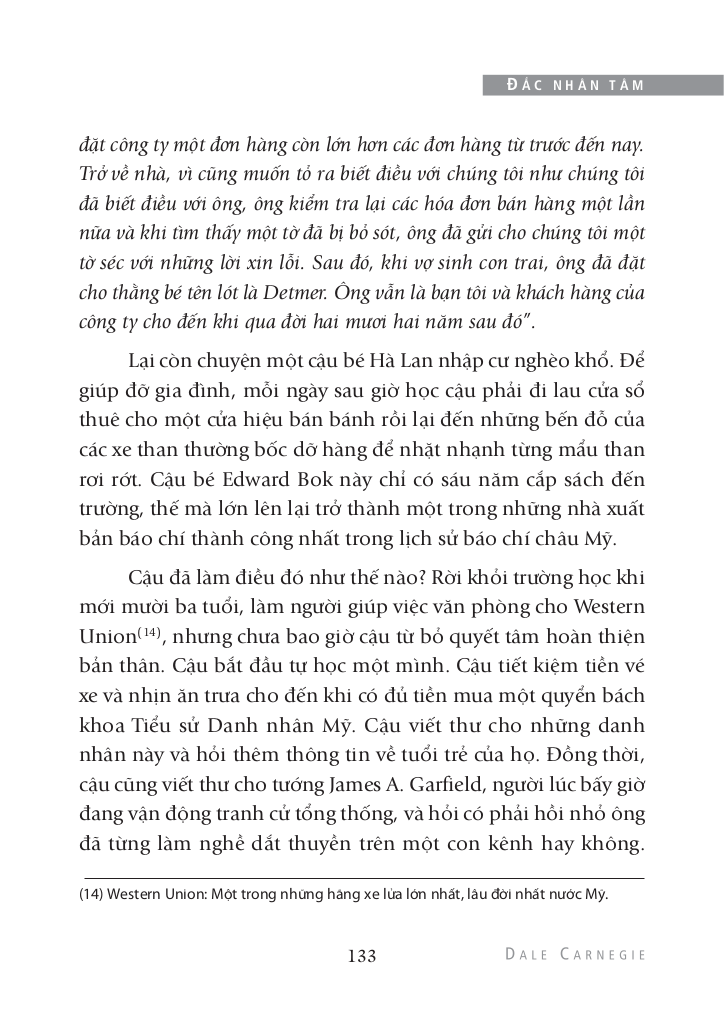 ĐẮC NHÂN TÂM
đặt công ty một đơn hàng còn lớn hơn các đơn hàng từ trước đến nay.
Trở về nhà, vì cũng muốn tỏ ra biết điều với chúng tôi như chúng tôi
đã biết điều với ông, ông kiểm tra lại các hóa đơn bán hàng một lần
nữa và khi tìm thấy một tờ đã bị bỏ sót, ông đã gửi cho chúng tôi một
tờ séc với những lời xin lỗi. Sau đó, khi vợ sinh con trai, ông đã đặt
cho thằng bé tên lót là Detmer. Ông vẫn là bạn tôi và khách hàng của
công ty cho đến khi qua đời hai mươi hai năm sau đó”.
Lại còn chuyện một cậu bé Hà Lan nhập cư nghèo khổ. Để
giúp đỡ gia đình, mỗi ngày sau giờ học cậu phải đi lau cửa sổ
thuê cho một cửa hiệu bán bánh rồi lại đến những bến đỗ của
các xe than thường bốc dỡ hàng để nhặt nhạnh từng mẩu than
rơi rớt. Cậu bé Edward Bok này chỉ có sáu năm cắp sách đến
trường, thế mà lớn lên lại trở thành một trong những nhà xuất
bản báo chí thành công nhất trong lịch sử báo chí châu Mỹ.
Cậu đã làm điều đó như thế nào? Rời khỏi trường học khi
mới mười ba tuổi, làm người giúp việc văn phòng cho Western
Union(14), nhưng chưa bao giờ cậu từ bỏ quyết tâm hoàn thiện
bản thân. Cậu bắt đầu tự học một mình. Cậu tiết kiệm tiền vé
xe và nhịn ăn trưa cho đến khi có đủ tiền mua một quyển bách
khoa Tiểu sử Danh nhân Mỹ. Cậu viết thư cho những danh
nhân này và hỏi thêm thông tin về tuổi trẻ của họ. Đồng thời,
cậu cũng viết thư cho tướng James A. Garfield, người lúc bấy giờ
đang vận động tranh cử tổng thống, và hỏi có phải hồi nhỏ ông
đã từng làm nghề dắt thuyền trên một con kênh hay không.
(14) Western Union: Một trong những hãng xe lửa lớn nhất, lâu đời nhất nước Mỹ.
133
DALE CARNEGIE